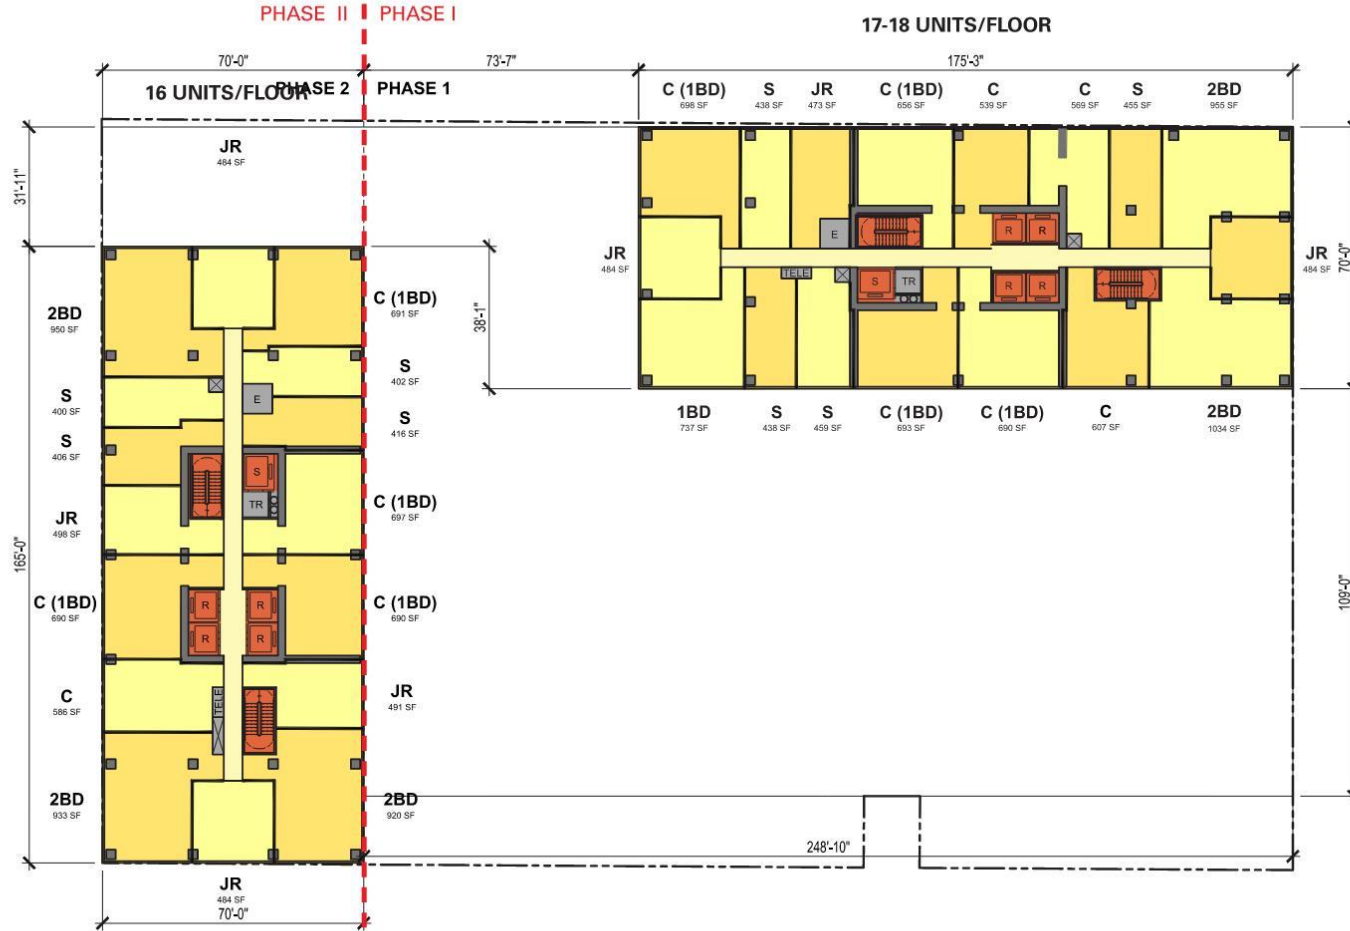 PHASE II PHASE I
17-18 UNITS/FLOOR
70'-0" 73'-7" 175'-3"
16 UNITS/FLOOR PHASE 2 PHASE 1
C (1BD) S JR C (1BD) C C S 2BD
698 SF 438 SF 473 SF 656 SF 539 SF 569 SF 455 SF 955 SF
JR
484 SF
31'-11"
E R R
JR JR
484 SF 484 SF
70'-0"
TELE S TR R R
2BD C (1BD)
950 SF 691 SF
38'-1"
S S
400 SF 402 SF
E
S S
406 SF 416 SF
1BD S S C (1BD) C (1BD) C 2BD
737 SF 438 SF 459 SF 693 SF 690 SF 607 SF 1034 SF
S
TR
JR C (1BD)
498 SF 697 SF
165'-0"
109'-0"
C (1BD) C (1BD)
690 SF 690 SF
R R
R R
C JR
586 SF 491 SF
TELE
2BD 2BD
933 SF 920 SF
248'-10"
JR
484 SF
70'-0"